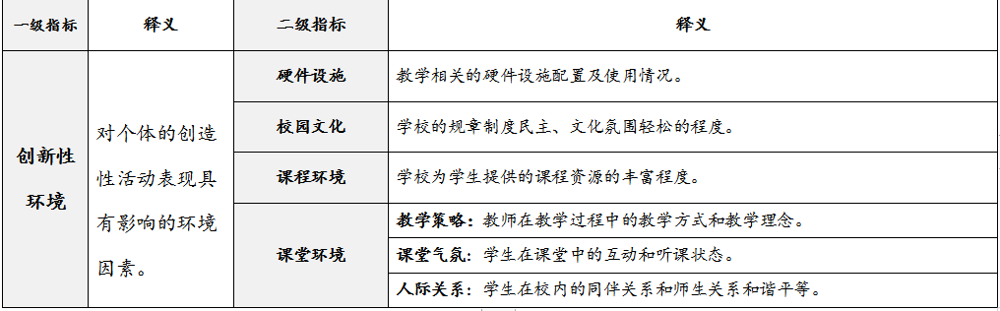 一级指标 释义 二级指标 释义
创新性
环境
对个体的创造
性活动表现具
有影响的环境
因素。
硬件设施 教学相关的硬件设施配置及使用情况。
校园文化 学校的规章制度民主、文化氛围轻松的程度。
课程环境 学校为学生提供的课程资源的丰富程度。
课堂环境
教学策略：教师在教学过程中的教学方式和教学理念。
课堂气氛：学生在课堂中的互动和听课状态。
人际关系：学生在校内的同伴关系和师生关系和谐平等。